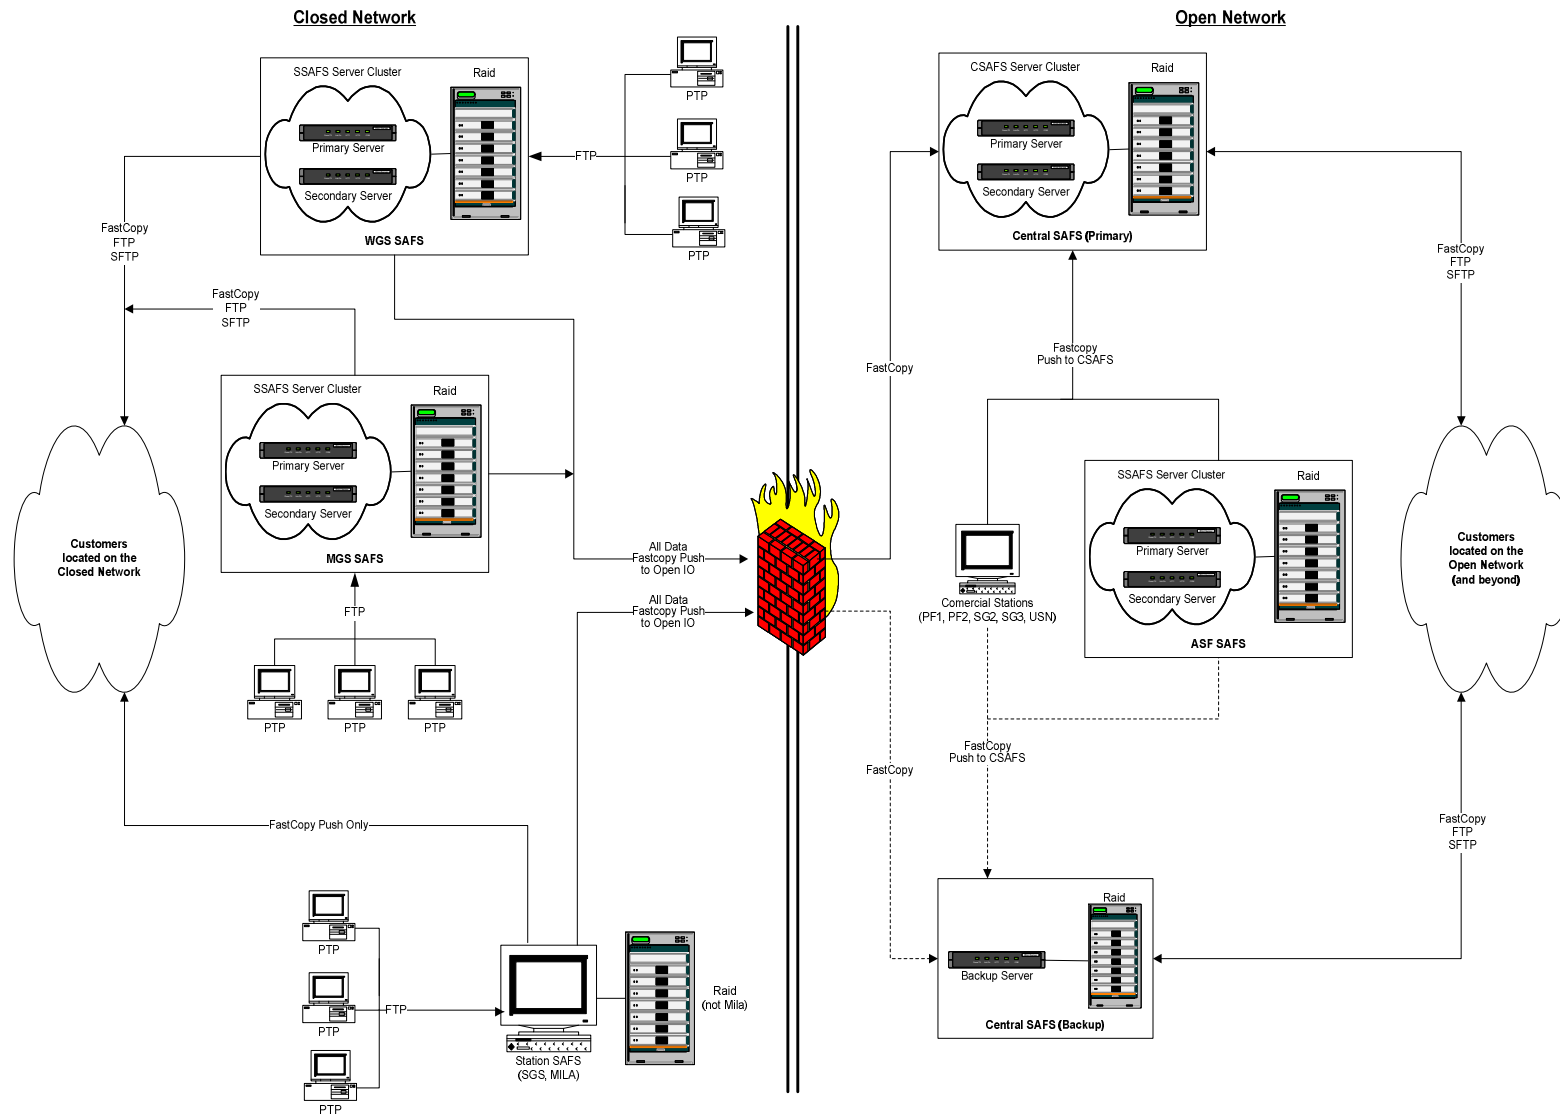 Closed Network
Open Network
SSAFS Server Cluster
Raid
Primary Server
Secondary Server
WGS SAFS
PTP
PTP
PTP
FTP
FastCopy
FTP
SFTP
FastCopy
FTP
SFTP
SSAFS Server Cluster
Raid
Primary Server
Secondary Server
MGS SAFS
Customers
located on the
Closed Network
FTP
PTP
PTP
PTP
All Data
Fastcopy Push
to Open IO
All Data
Fastcopy Push
to Open IO
FastCopy Push Only
PTP
PTP
PTP
FTP
Station SAFS
(SGS, MILA)
Raid
(not Mila)
CSAFS Server Cluster
Raid
Primary Server
Secondary Server
Central SAFS (Primary)
FastCopy
FTP
SFTP
Fastcopy
Push to CSAFS
FastCopy
SSAFS Server Cluster
Raid
Primary Server
Secondary Server
ASF SAFS
Comercial Stations
(PF1, PF2, SG2, SG3, USN)
Customers
located on the
Open Network
(and beyond)
FastCopy
Push to CSAFS
FastCopy
FastCopy
FTP
SFTP
Raid
Backup Server
Central SAFS (Backup)